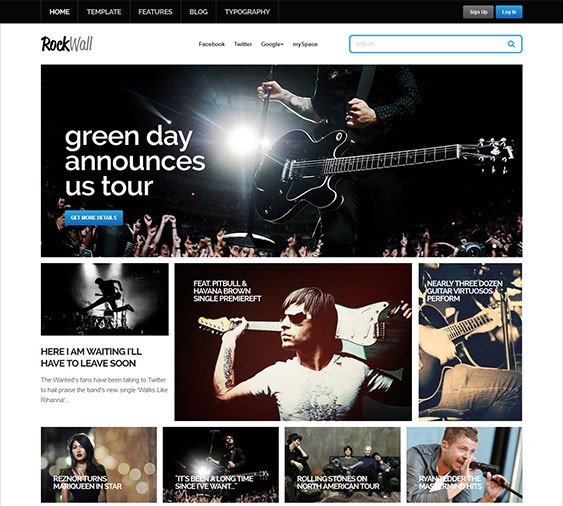 HOME TEMPLATE FEATURES BLOG TYPOGRAPHY Sign Up Log In
RockWall Facebook Twitter Google+ mySpace Search
green day
announces
us tour
GET MORE DETAILS
FEAT. PITBULL &
HAVANA BROWN
SINGLE PREMIEREFT
NEARLY THREE DOZEN
GUITAR VIRTUOSOS
PERFORM
HERE I AM WAITING I'LL
HAVE TO LEAVE SOON
The Wanted's fans have been taking to Twitter
to hail praise the band's new single 'Walks Like
Rihanna'...
REZNOR TURNS
MARIQUEEN IN STAR
"IT'S BEEN A LONG TIME
SINCE I'VE WANT..."
ROLLING STONES ON
NORTH AMERICAN TOUR
RYAN TEDDER THE
MASTERMIND HITS